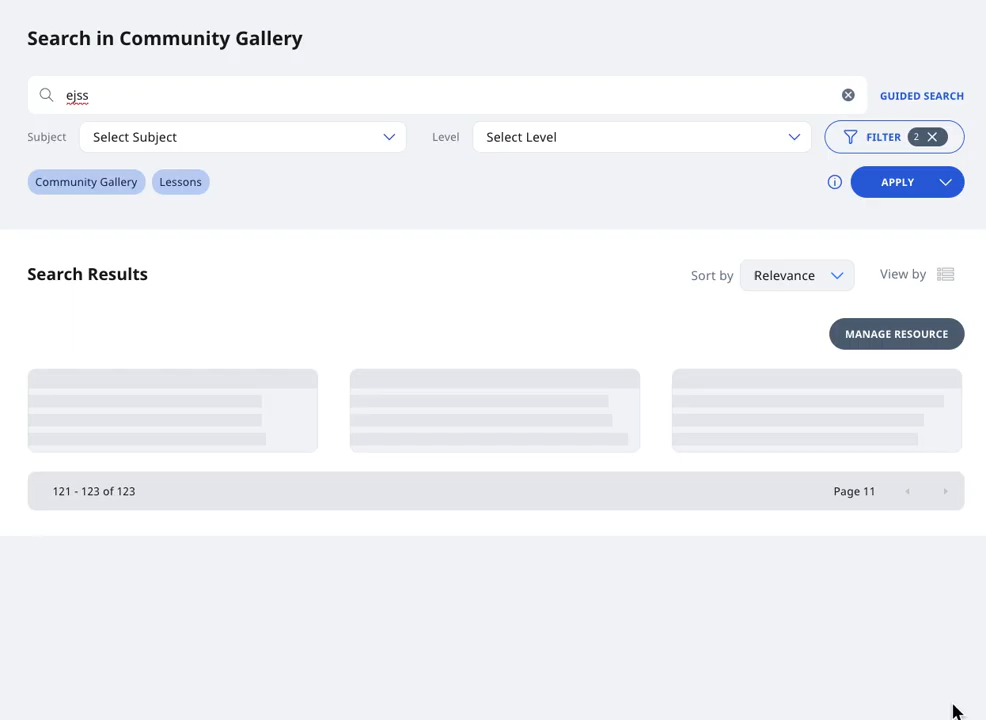 Search in Community Gallery
ejss
GUIDED SEARCH
Subject Select Subject Level Select Level FILTER 2
Community Gallery Lessons APPLY
Search Results Sort by Relevance View by
MANAGE RESOURCE
121 - 123 of 123 Page 11